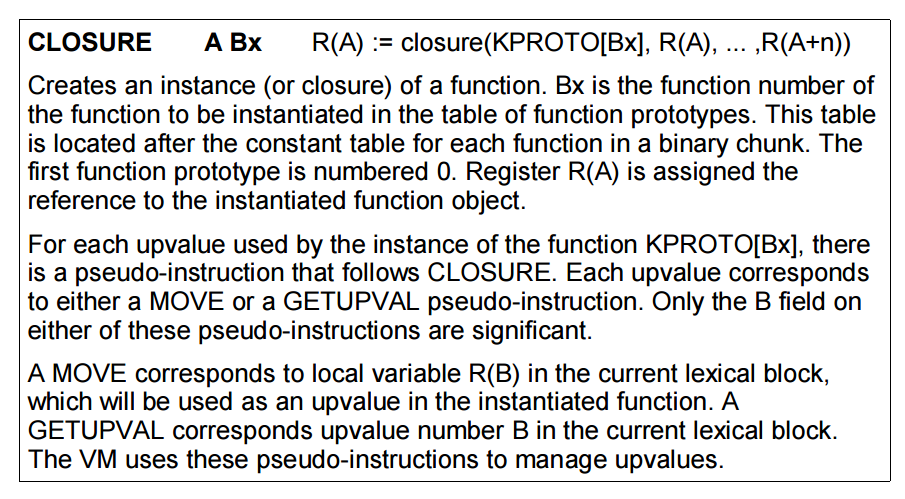 CLOSURE A Bx R(A) := closure(KPROTO[Bx], R(A), ... ,R(A+n))
Creates an instance (or closure) of a function. Bx is the function number of
the function to be instantiated in the table of function prototypes. This table
is located after the constant table for each function in a binary chunk. The
first function prototype is numbered 0. Register R(A) is assigned the
reference to the instantiated function object.
For each upvalue used by the instance of the function KPROTO[Bx], there
is a pseudo-instruction that follows CLOSURE. Each upvalue corresponds
to either a MOVE or a GETUPVAL pseudo-instruction. Only the B field on
either of these pseudo-instructions are significant.
A MOVE corresponds to local variable R(B) in the current lexical block,
which will be used as an upvalue in the instantiated function. A
GETUPVAL corresponds upvalue number B in the current lexical block.
The VM uses these pseudo-instructions to manage upvalues.